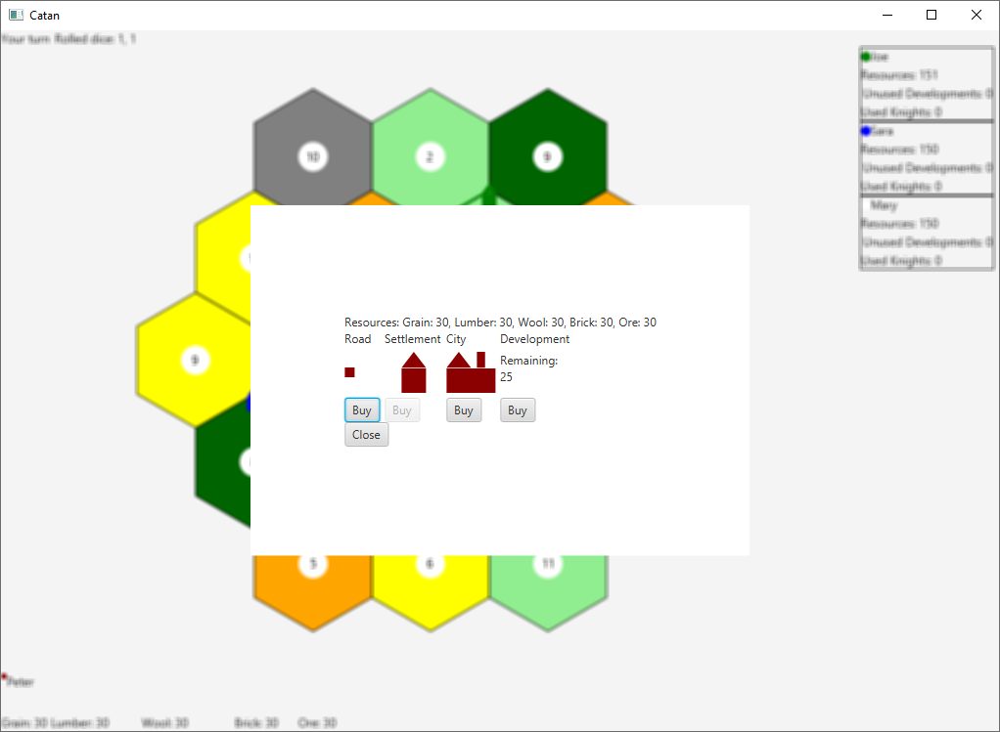 Catan
Your turn Rolled dice: 1, 1
Joe
Resources: 151
Unused Developments: 0
Used Knights: 0
Sara
Resources: 150
Unused Developments: 0
Used Knights: 0
Mary
Resources: 150
Unused Developments: 0
Used Knights: 0
10 2 9
9
Resources: Grain: 30, Lumber: 30, Wool: 30, Brick: 30, Ore: 30
Road Settlement City Development
Remaining:
25
Buy Buy Buy Buy
Close
5 6 11
Peter
Grain: 30 Lumber: 30 Wool: 30 Brick: 30 Ore: 30